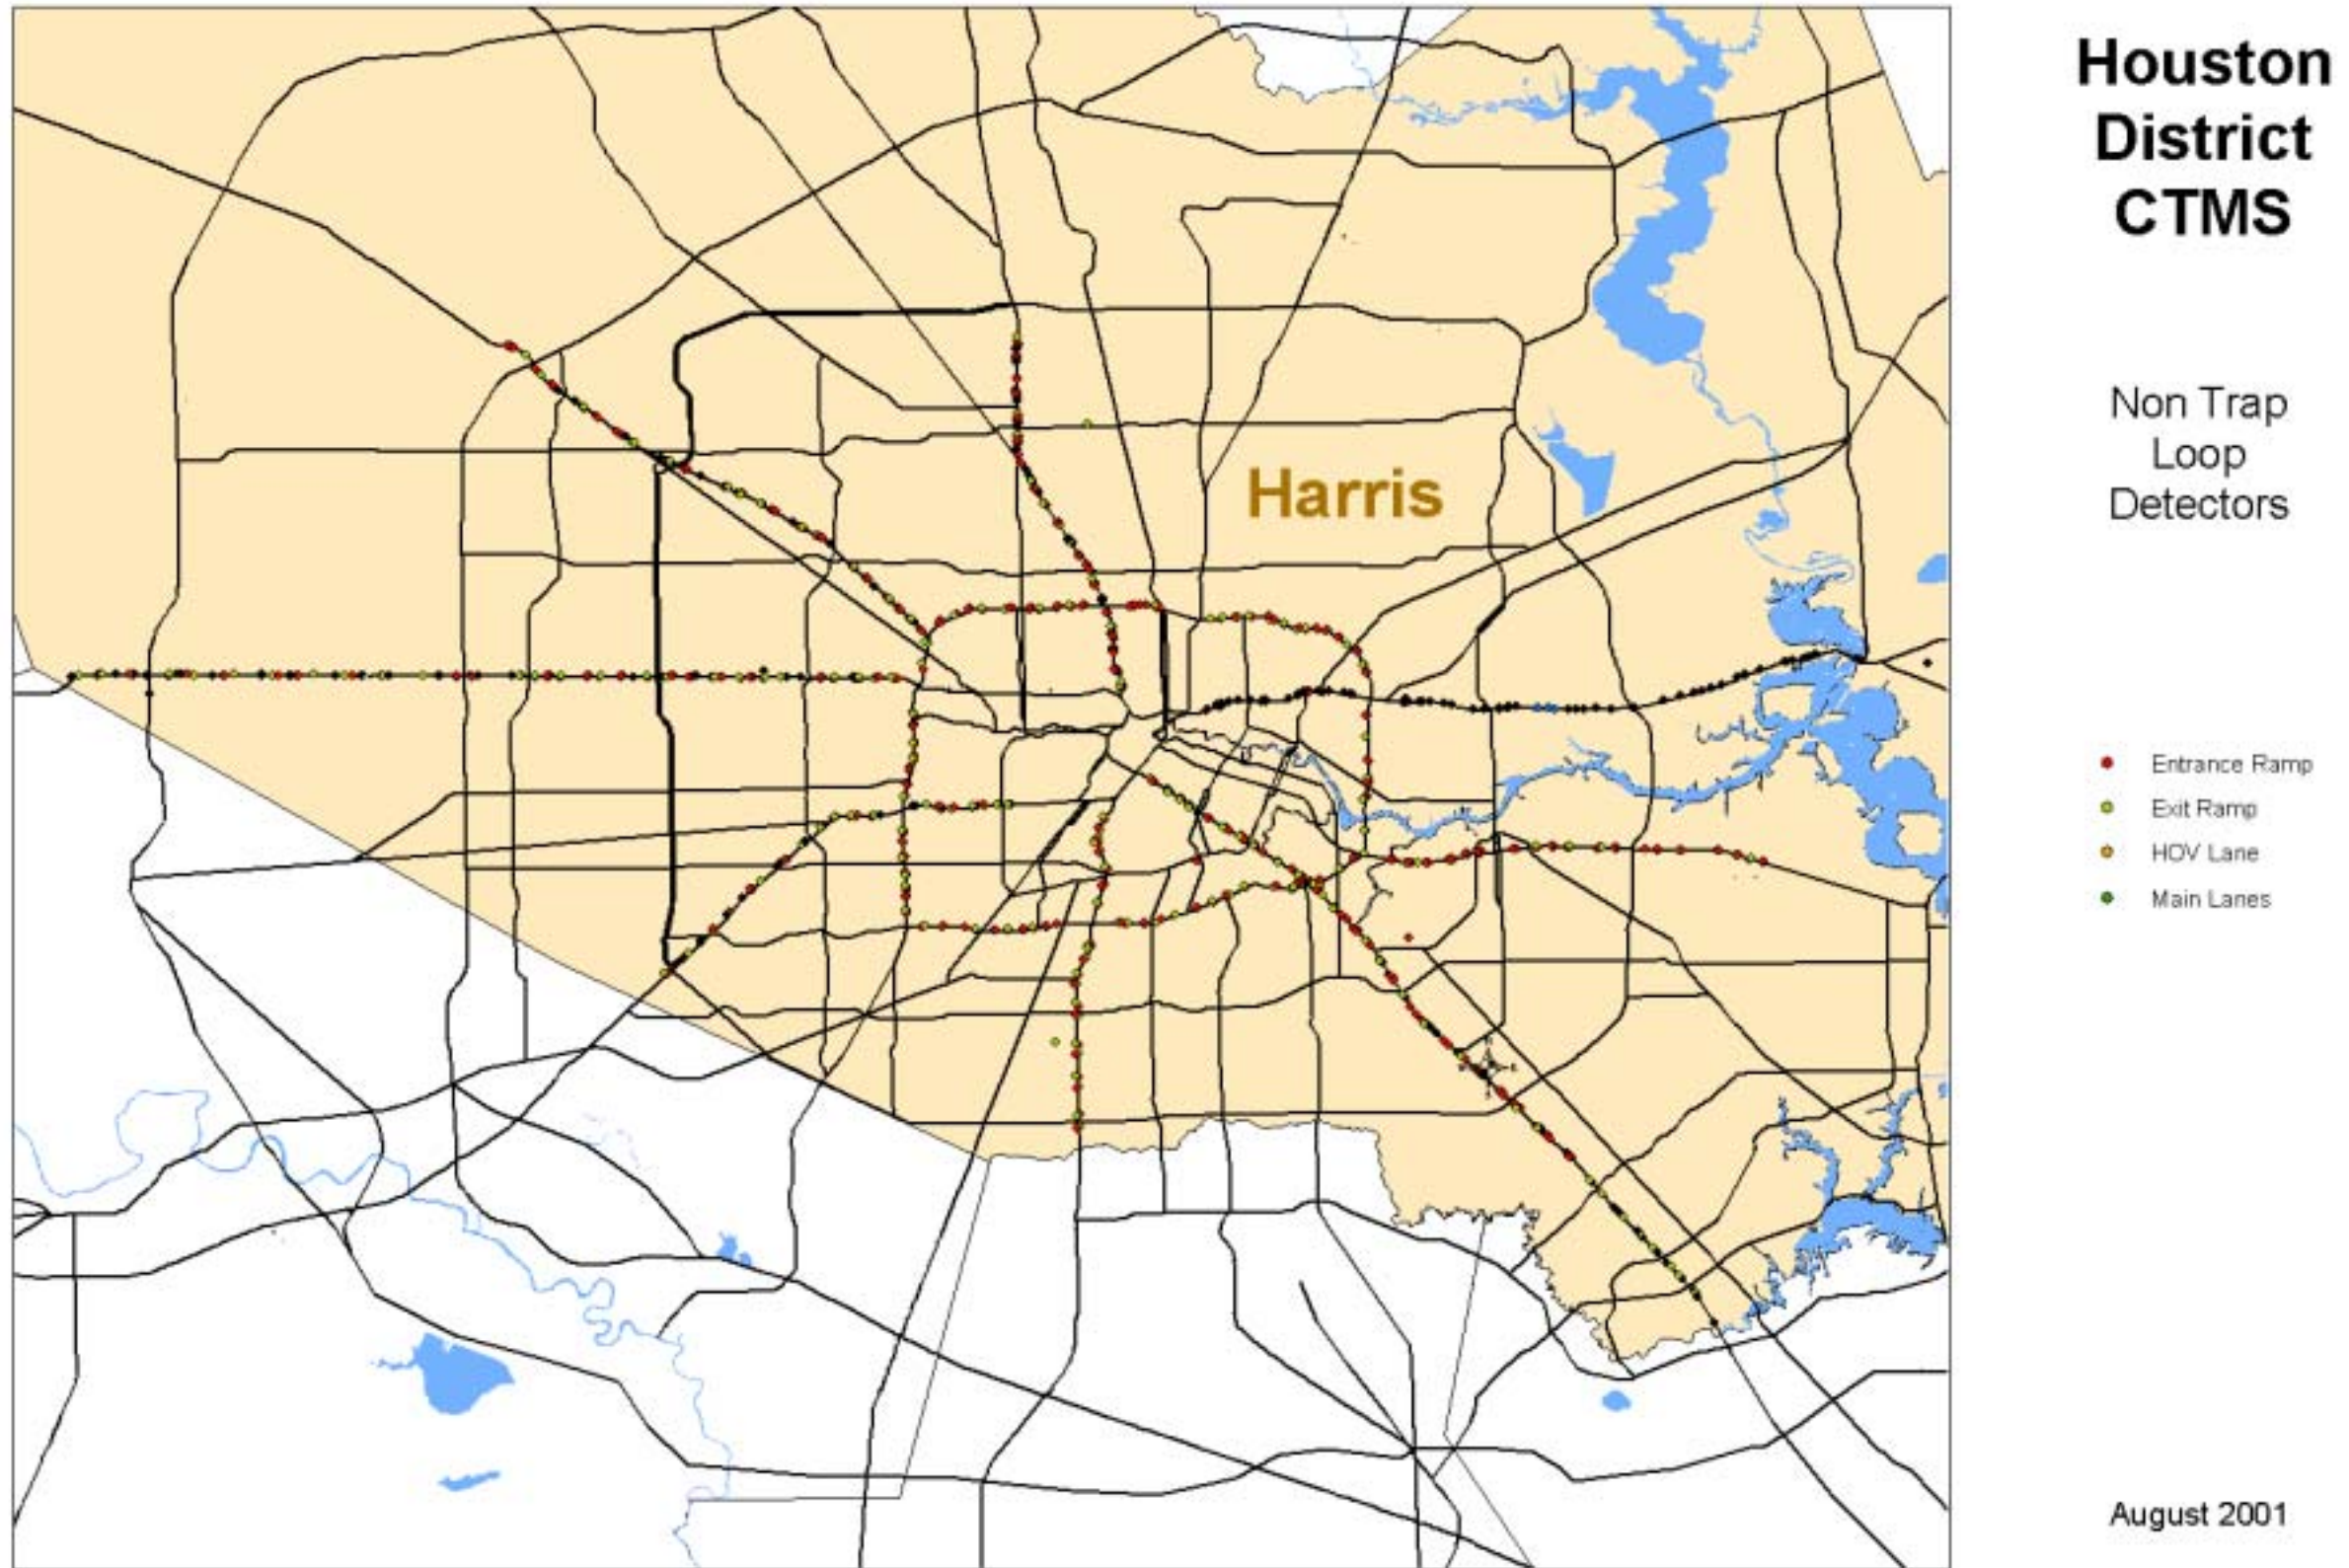 Houston
District
CTMS
Non Trap
Loop
Detectors
Harris
Entrance Ramp
Exit Ramp
HOV Lane
Main Lanes
August 2001